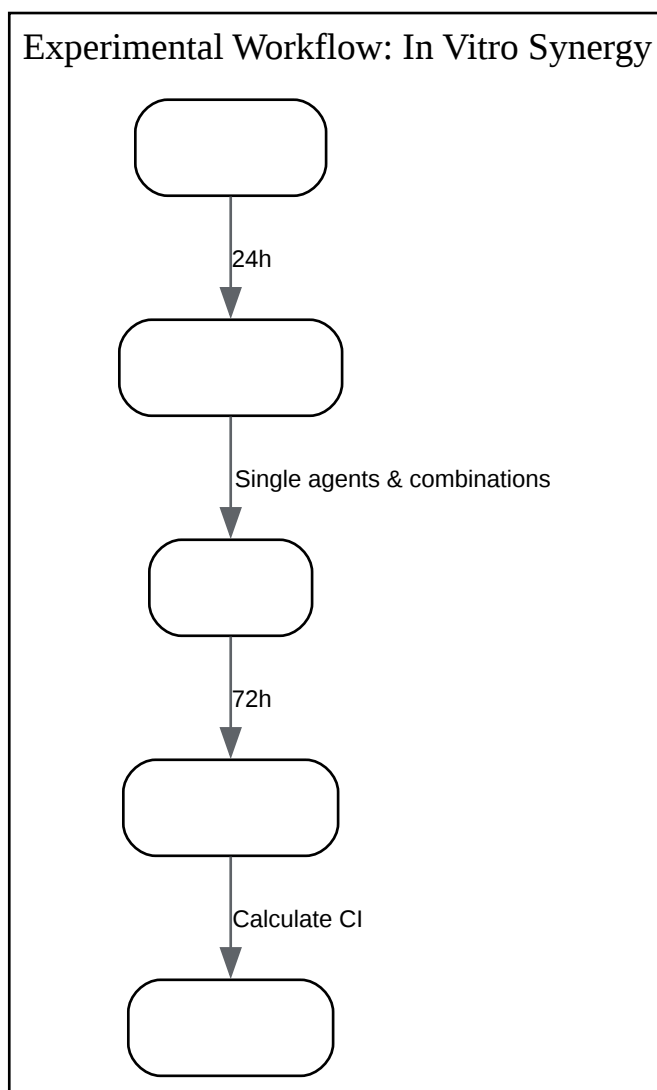 Experimental Workflow: In Vitro Synergy
24h
Single agents & combinations
72h
Calculate CI